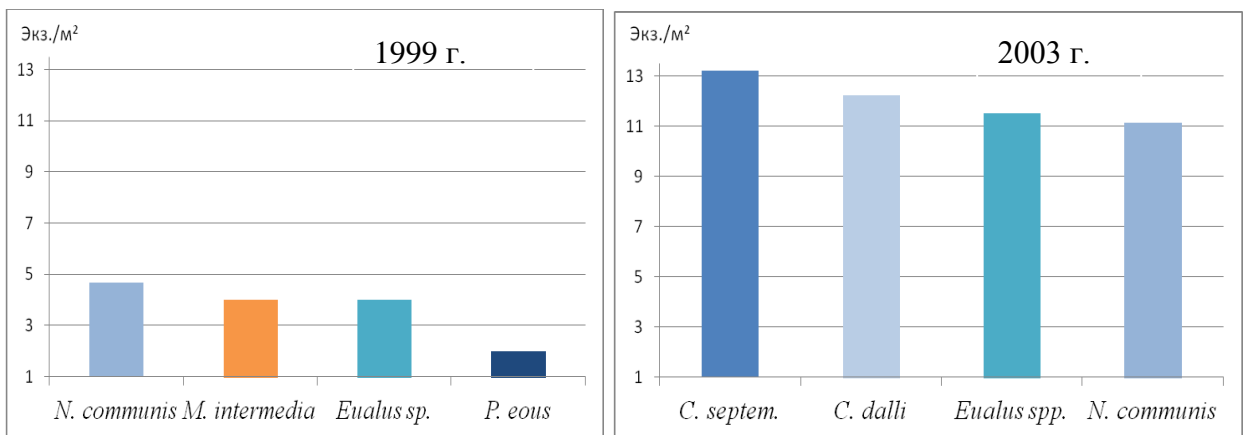 Экз./м²
1999 г.
13
11
9
7
5
3
1
N. communis M. intermedia Eualus sp. P. eous
Экз./м²
2003 г.
13
11
9
7
5
3
1
C. septem. C. dalli Eualus spp. N. communis